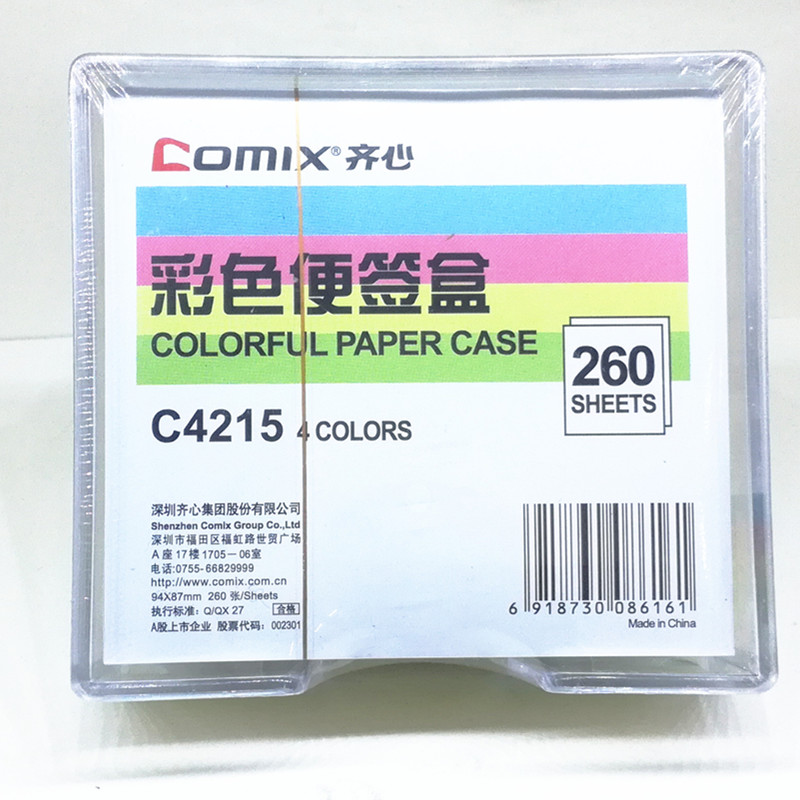 COMIX® 齐心
彩色便签盒
COLORFUL PAPER CASE
260
SHEETS
C4215 4 COLORS
深圳齐心集团股份有限公司
Shenzhen Comix Group Co.,Ltd
深圳市福田区福虹路世贸广场
A座17楼1705－06室
电话:0755-66829999
http://www.comix.com.cn
94X87mm 260 张/Sheets
执行标准: Q/QX 27 合格
A股上市企业 股票代码: 002301
6 918730 086161
Made in China